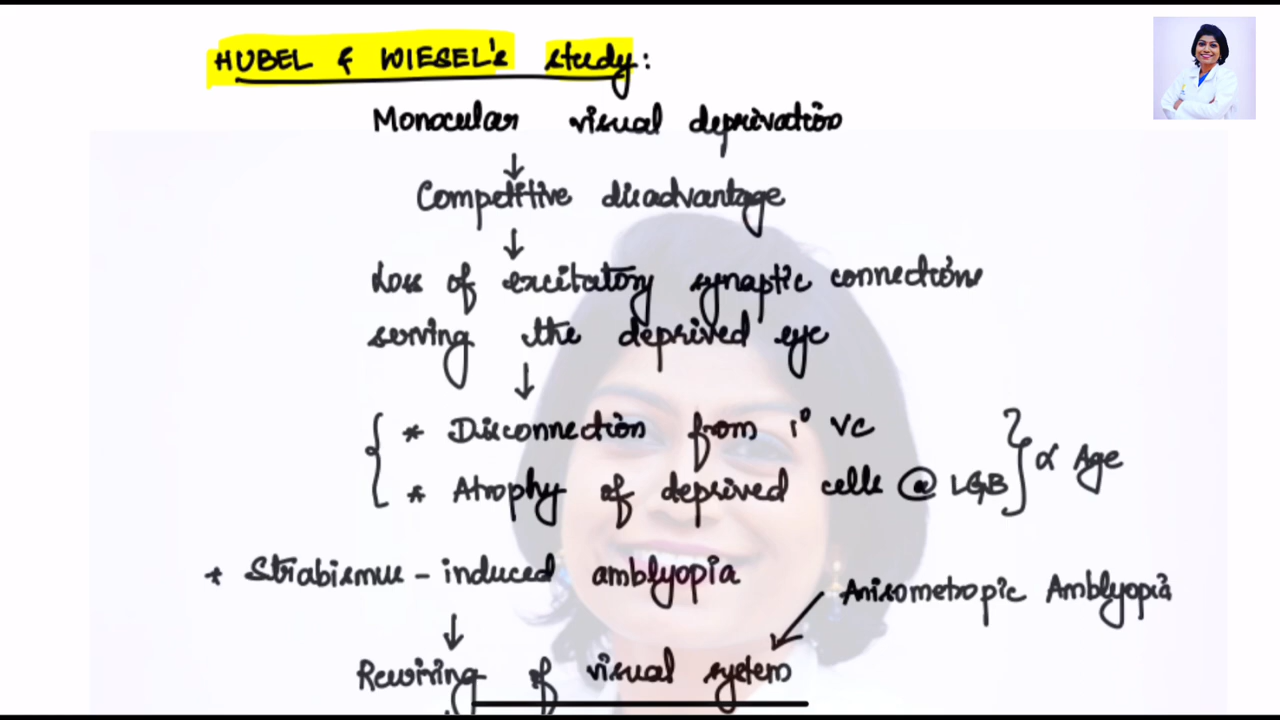 HUBEL & WIESEL's study:
Monocular visual deprivation
↓
Competitive disadvantage
↓
Loss of excitatory synaptic connections
serving the deprived eye
↓
* Disconnection from 1° VC
* Atrophy of deprived cells @ LGB } ∝ Age
* Strabismus - induced amblyopia
Anisometropic Amblyopia
↓
Rewiring of visual system